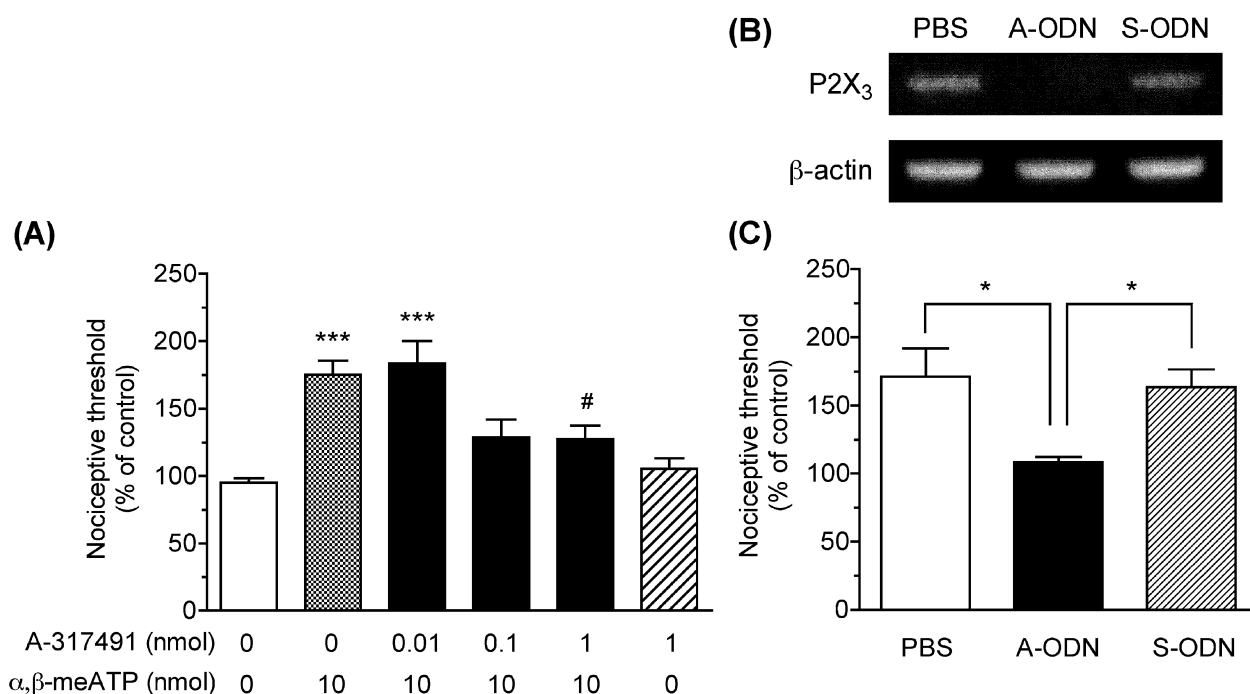 (B)
PBS A-ODN S-ODN
P2X₃
β-actin
(A)
Nociceptive threshold
(% of control)
250
200
150
100
50
0
***
***
#
A-317491 (nmol) 0 0 0.01 0.1 1 1
α,β-meATP (nmol) 0 10 10 10 10 0
(C)
Nociceptive threshold
(% of control)
250
200
150
100
50
0
* *
PBS A-ODN S-ODN